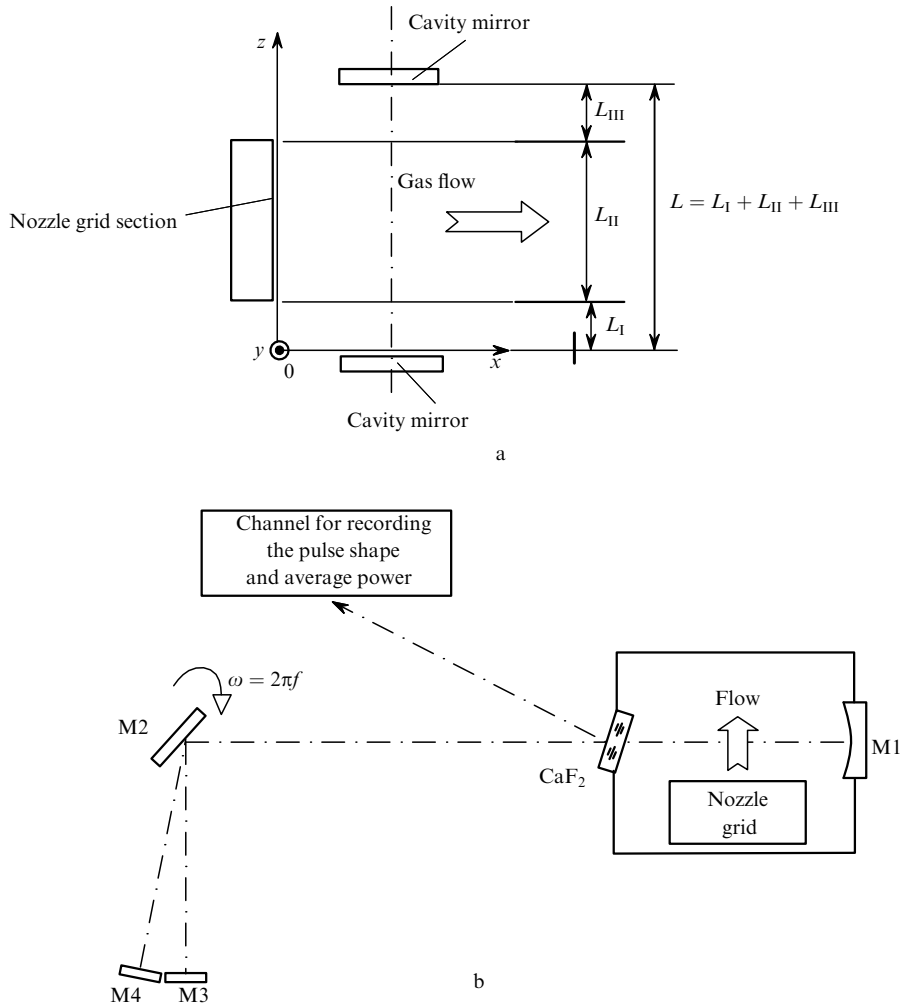 z
Cavity mirror
L_III
Gas flow
L = L_I + L_II + L_III
Nozzle grid section
L_II
L_I
y
0
x
Cavity mirror
a
Channel for recording
the pulse shape
and average power
ω = 2πf
M2
Flow
M1
CaF₂
Nozzle
grid
M4
M3
b